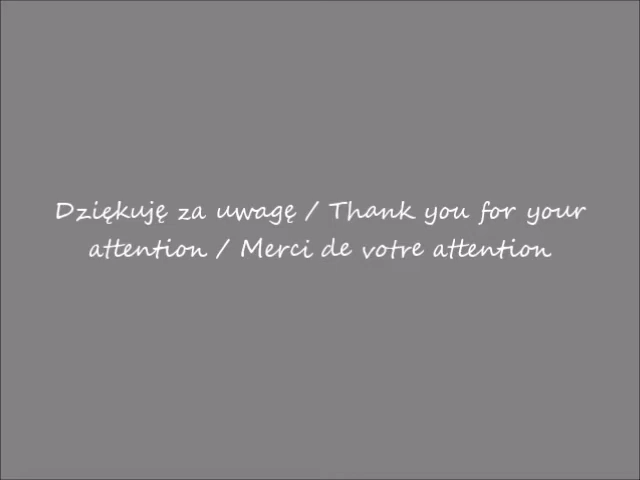 Dziękuję za uwagę / Thank you for your
attention / Merci de votre attention